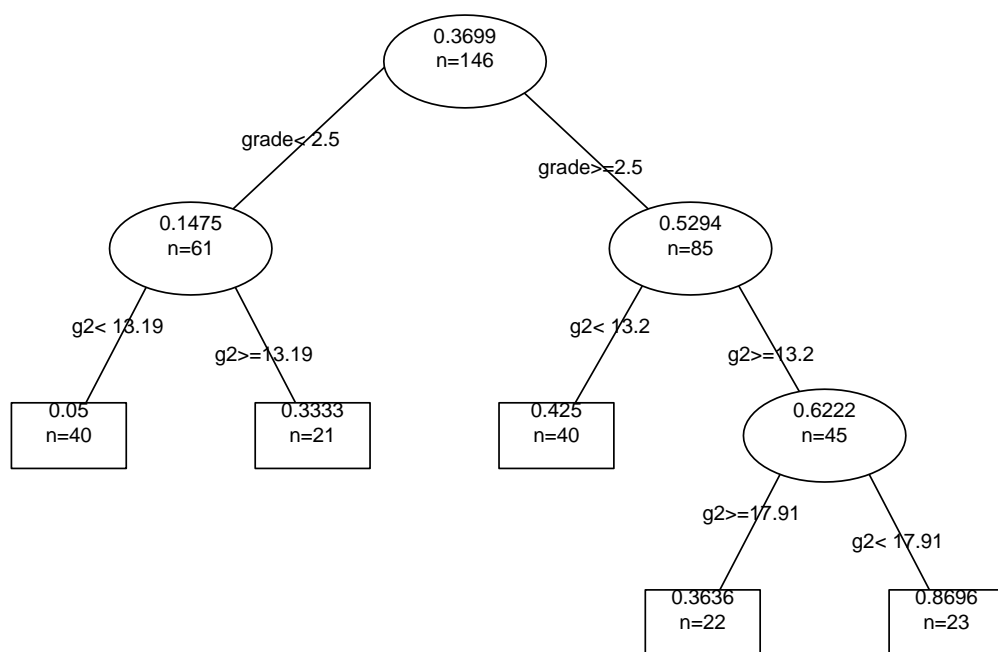 0.3699
n=146
grade< 2.5
grade>=2.5
0.1475
n=61
0.5294
n=85
g2< 13.19
g2>=13.19
g2< 13.2
g2>=13.2
0.05
n=40
0.3333
n=21
0.425
n=40
0.6222
n=45
g2>=17.91
g2< 17.91
0.3636
n=22
0.8696
n=23